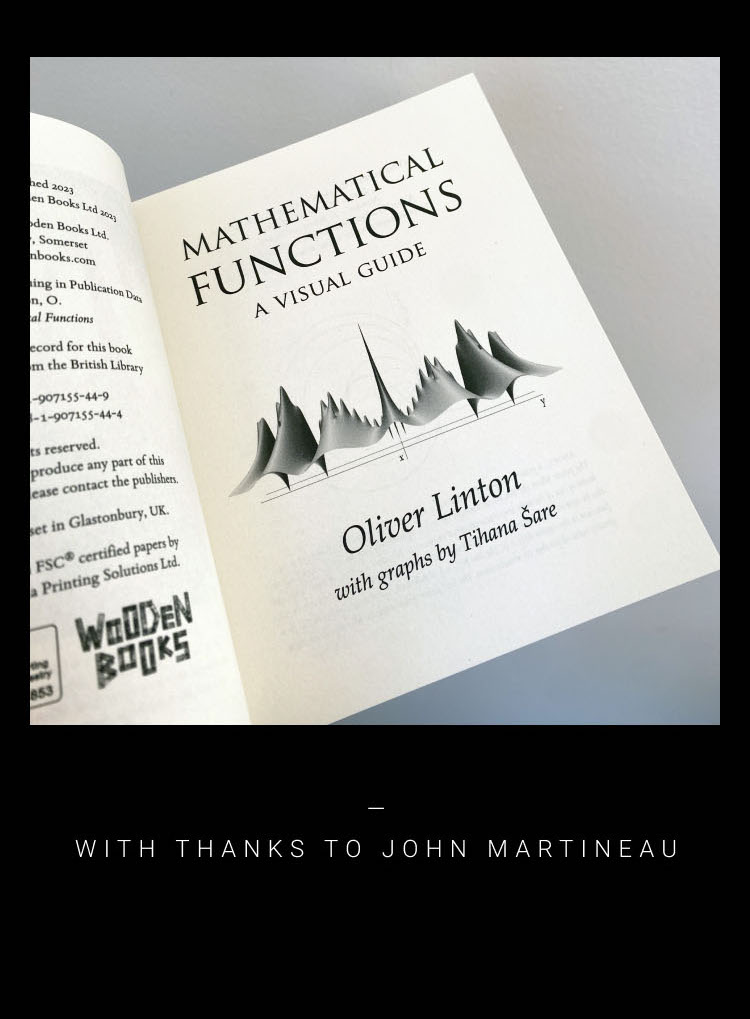 hed 2023
en Books Ltd 2023
oden Books Ltd.
, Somerset
nbooks.com
ing in Publication Data
n, O.
al Functions
ecord for this book
m the British Library
-907155-44-9
-1-907155-44-4
ts reserved.
produce any part of this
ease contact the publishers.
set in Glastonbury, UK.
FSC® certified papers by
a Printing Solutions Ltd.
853
WOODEN
BOOKS
MATHEMATICAL
FUNCTIONS
A VISUAL GUIDE
x
y
Oliver Linton
with graphs by Tihana Šare
—
WITH THANKS TO JOHN MARTINEAU